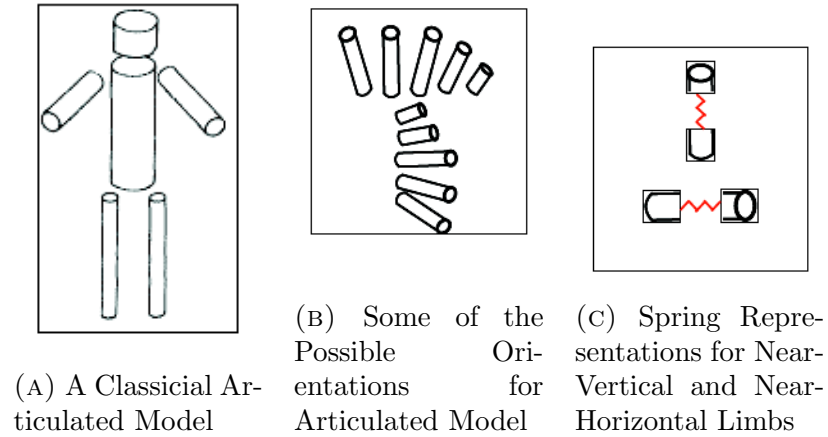 (A) A Classicial Ar-
ticulated Model
(B) Some of the
Possible Ori-
entations for
Articulated Model
(C) Spring Repre-
sentations for Near-
Vertical and Near-
Horizontal Limbs